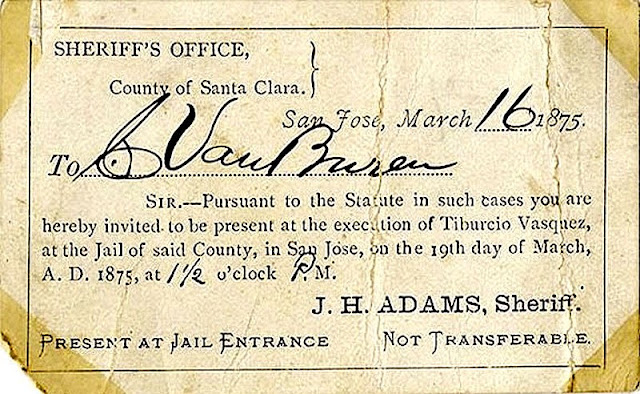 SHERIFF'S OFFICE,
County of Santa Clara.
San Jose, March 16 1875.
To C Van Buren
SIR.--Pursuant to the Statute in such cases you are
hereby invited to be present at the execution of Tiburcio Vasquez,
at the Jail of said County, in San Jose, on the 19th day of March,
A. D. 1875, at 1 1/2 o'clock P. M.
J. H. ADAMS, Sheriff.
PRESENT AT JAIL ENTRANCE NOT TRANSFERABLE.